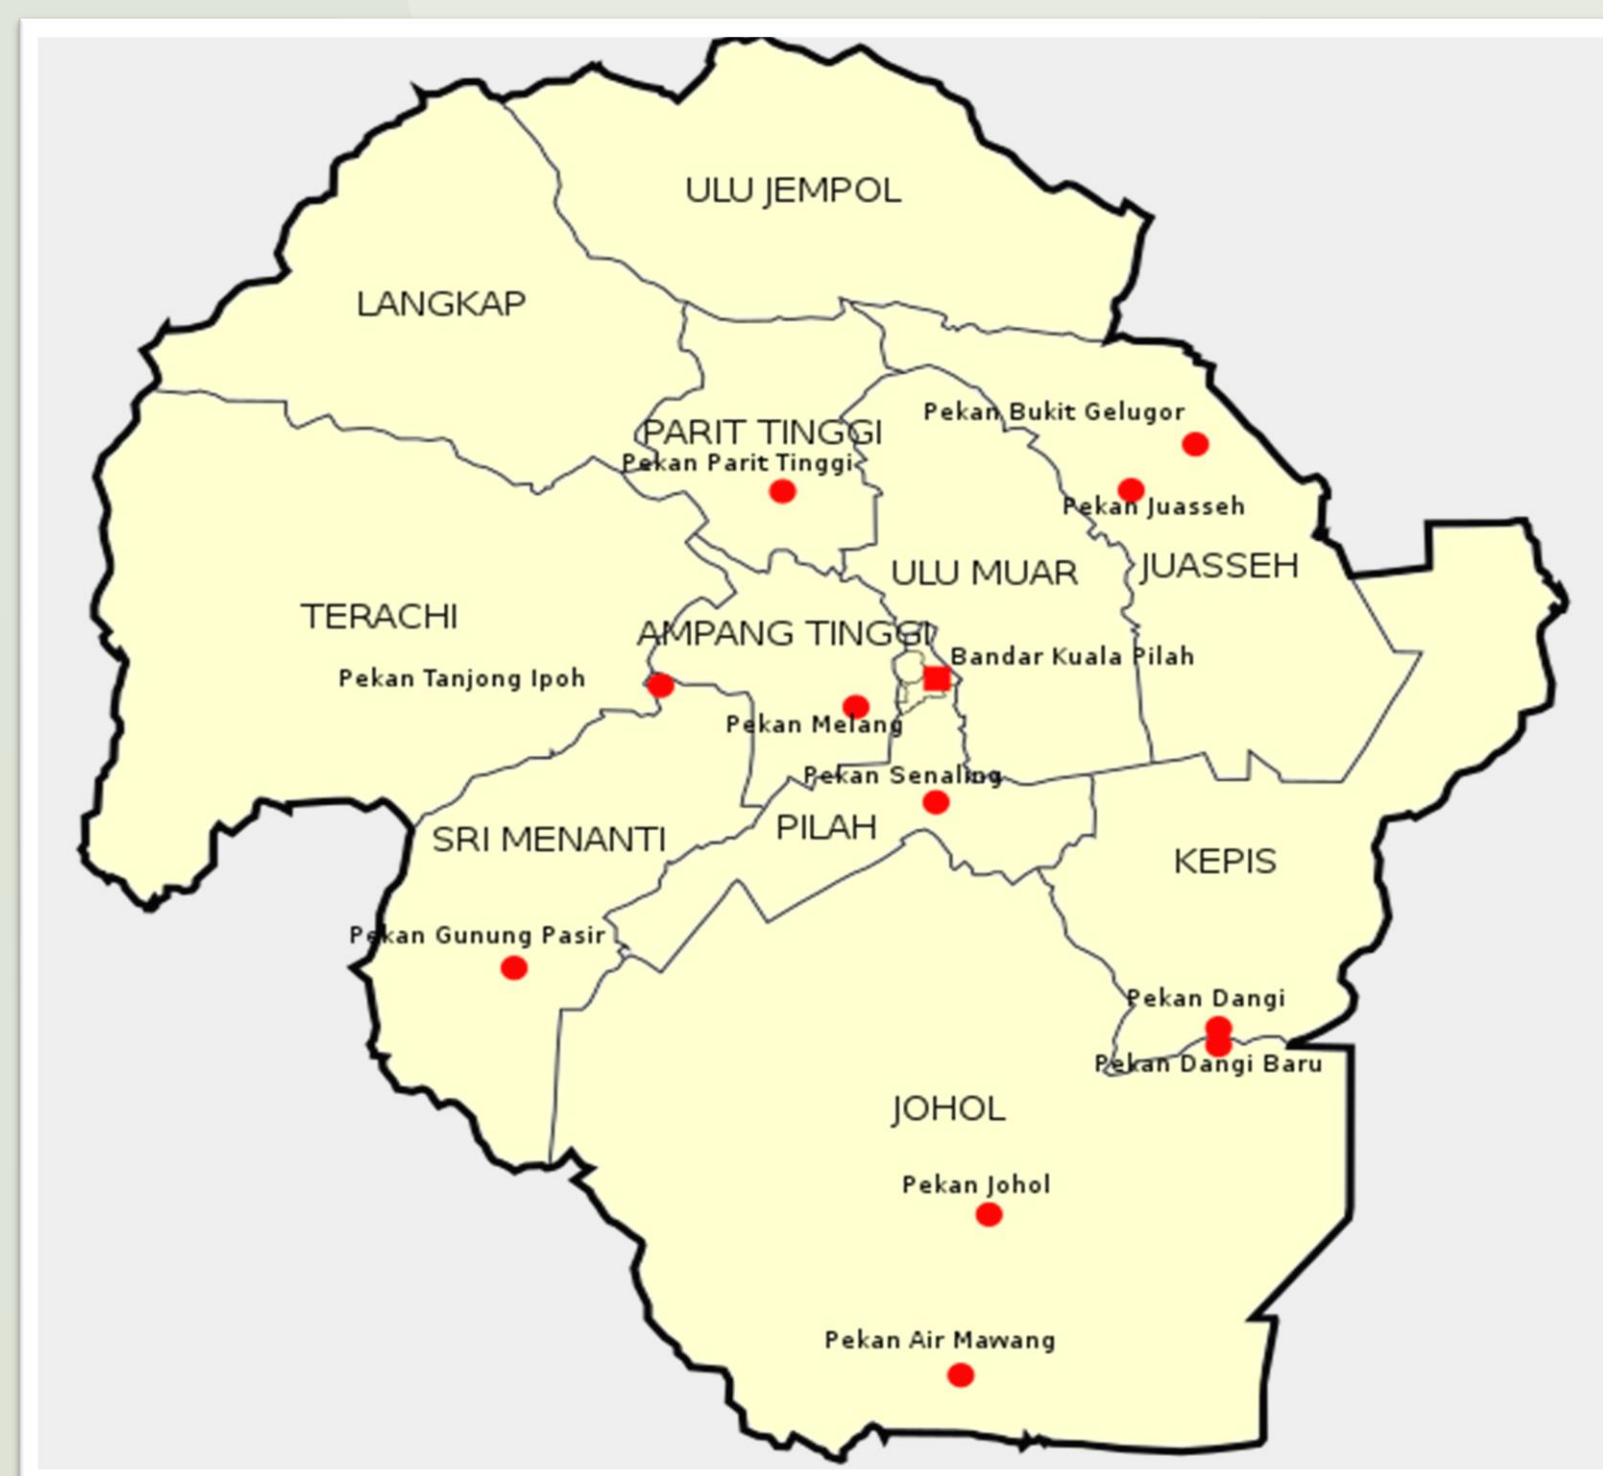 ULU JEMPOL
LANGKAP
Pekan Bukit Gelugor
PARIT TINGGI
Pekan Parit Tinggi
Pekan Juasseh
JUASSEH
ULU MUAR
TERACHI
AMPANG TINGGI
Bandar Kuala Pilah
Pekan Tanjong Ipoh
Pekan Melang
Pekan Senaling
PILAH
SRI MENANTI
KEPIS
Pekan Gunung Pasir
Pekan Dangi
Pekan Dangi Baru
JOHOL
Pekan Johol
Pekan Air Mawang